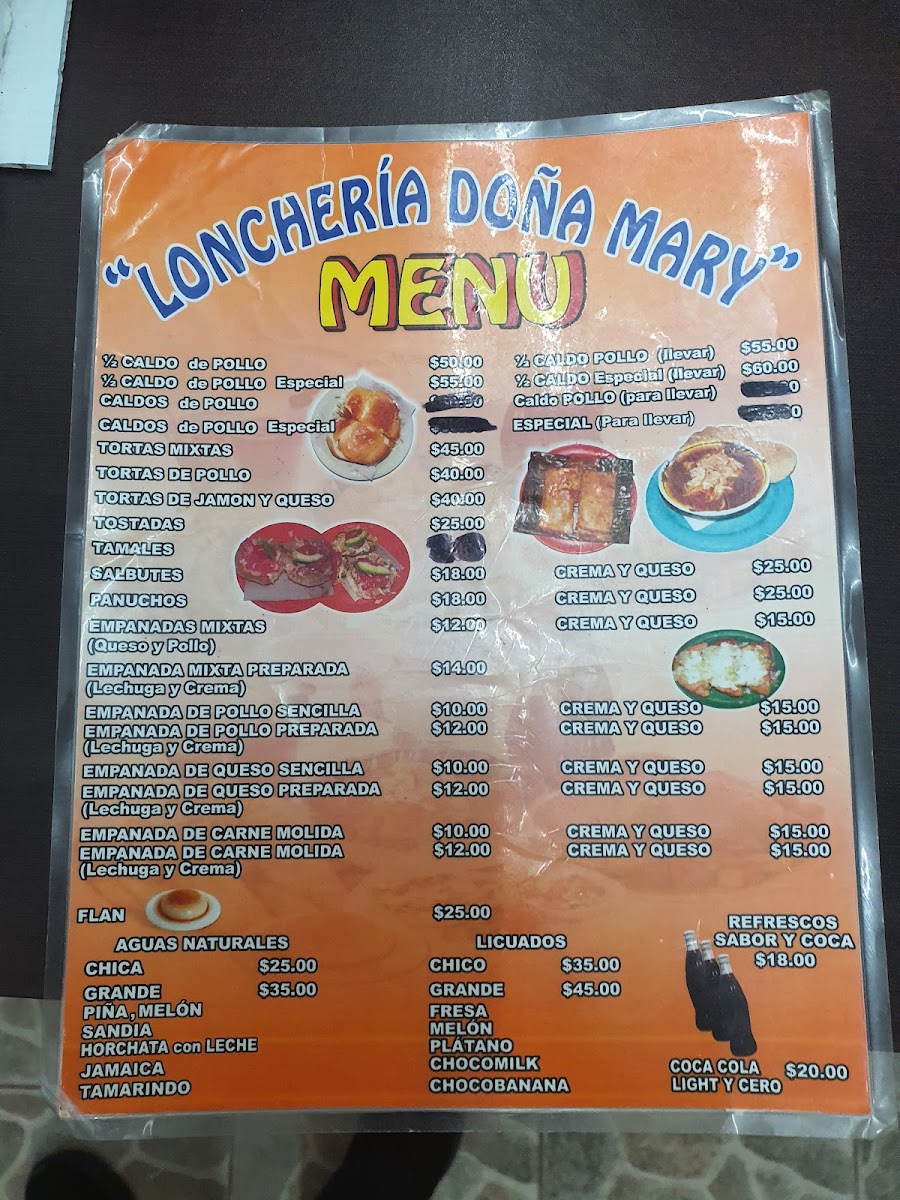 “LONCHERÍA DOÑA MARY”
MENU
½ CALDO de POLLO $50.00
½ CALDO de POLLO Especial $55.00
CALDOS de POLLO
CALDOS de POLLO Especial
TORTAS MIXTAS $45.00
TORTAS DE POLLO $40.00
TORTAS DE JAMON Y QUESO $40.00
TOSTADAS $25.00
TAMALES
SALBUTES $18.00
PANUCHOS $18.00
EMPANADAS MIXTAS $12.00
(Queso y Pollo)
EMPANADA MIXTA PREPARADA $14.00
(Lechuga y Crema)
EMPANADA DE POLLO SENCILLA $10.00
EMPANADA DE POLLO PREPARADA $12.00
(Lechuga y Crema)
EMPANADA DE QUESO SENCILLA $10.00
EMPANADA DE QUESO PREPARADA $12.00
(Lechuga y Crema)
EMPANADA DE CARNE MOLIDA $10.00
EMPANADA DE CARNE MOLIDA $12.00
(Lechuga y Crema)
½ CALDO POLLO (llevar) $55.00
½ CALDO Especial (llevar) $60.00
Caldo POLLO (para llevar)
ESPECIAL (Para llevar)
CREMA Y QUESO $25.00
CREMA Y QUESO $25.00
CREMA Y QUESO $15.00
CREMA Y QUESO $15.00
CREMA Y QUESO $15.00
CREMA Y QUESO $15.00
CREMA Y QUESO $15.00
CREMA Y QUESO $15.00
CREMA Y QUESO $15.00
FLAN $25.00
AGUAS NATURALES
CHICA $25.00
GRANDE $35.00
PIÑA, MELÓN
SANDIA
HORCHATA con LECHE
JAMAICA
TAMARINDO
LICUADOS
CHICO $35.00
GRANDE $45.00
FRESA
MELÓN
PLÁTANO
CHOCOMILK
CHOCOBANANA
REFRESCOS
SABOR Y COCA
$18.00
COCA COLA
LIGHT Y CERO $20.00